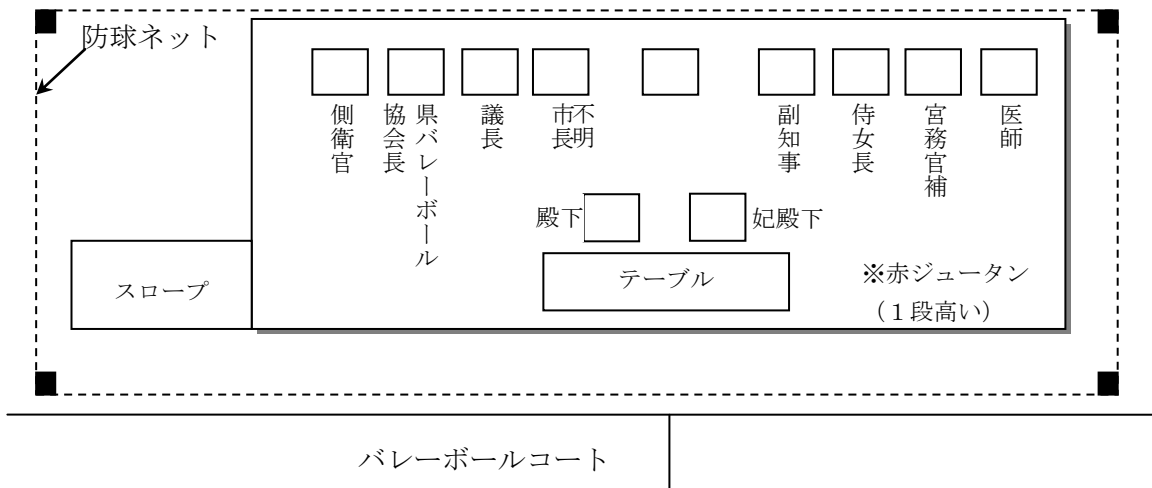 防球ネット
側衛官
県バレーボール
協会長
議長
不明
市長
副知事
侍女長
宮務官補
医師
殿下
妃殿下
スロープ
テーブル
※赤ジュータン
（１段高い）
バレーボールコート